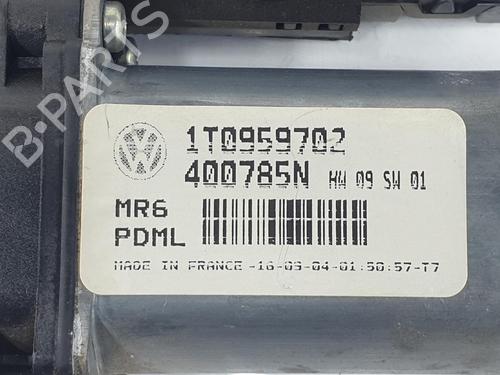 B-PARTS
1T0959702
400785N HW 09 SW 01
MR6
PDML
MADE IN FRANCE -16-09-04-01:50:57-T7